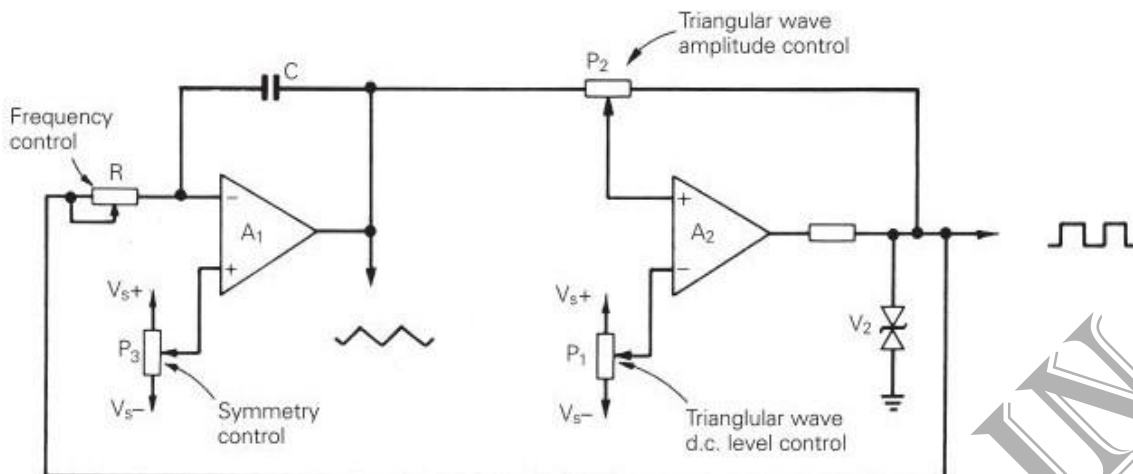 Triangular wave
amplitude control
P2
C
Frequency
control
R
−
A1
+
+
A2
−
Vs+
P3
Vs−
Symmetry
control
Vs+
P1
Vs−
Trianglular wave
d.c. level control
V2